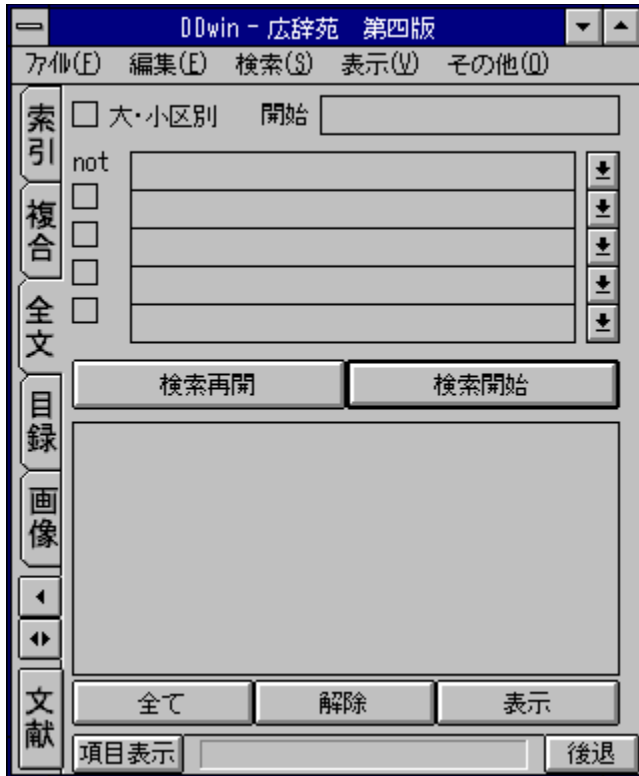 DDwin - 広辞苑　第四版
ﾌｧｲﾙ(F) 編集(E) 検索(S) 表示(V) その他(O)
索引
複合
全文
目録
画像
文献
大・小区別 開始
not
検索再開 検索開始
全て 解除 表示
項目表示 後退